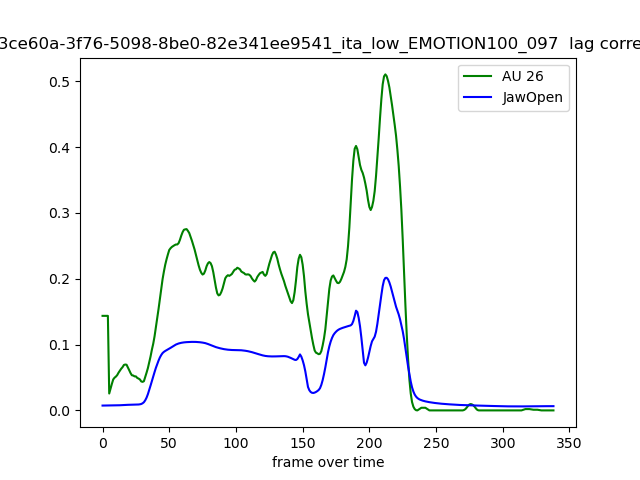 3ce60a-3f76-5098-8be0-82e341ee9541_ita_low_EMOTION100_097 lag corre
AU 26
JawOpen
0.5
0.4
0.3
0.2
0.1
0.0
0 50 100 150 200 250 300 350
frame over time